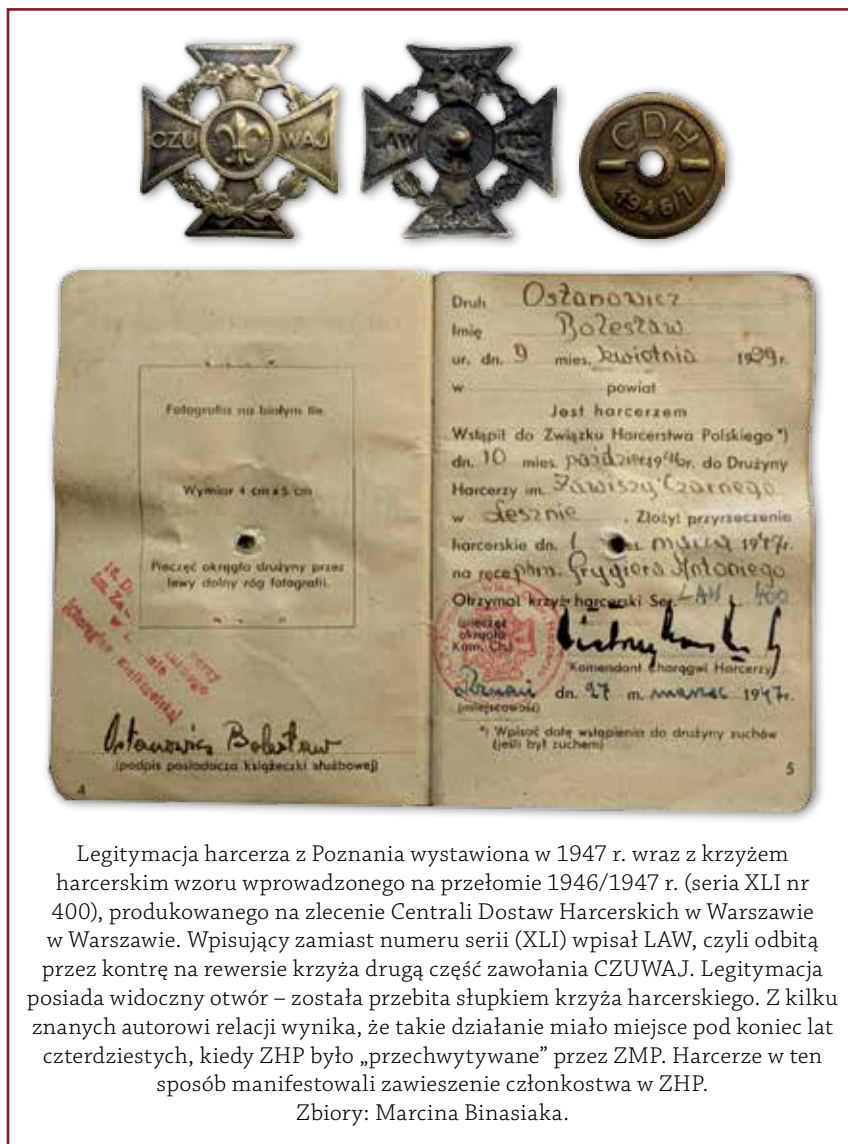 CZU WAJ
LAW
CDH
1946/7
Fotografia na białym tle.
Wymiar 4 cm x 5 cm
Pieczęć okrągła drużyny przez
lewy dolny róg fotografii.
Ostanowicz Bolesław
(podpis posiadacza książeczki służbowej)
4
Druh Ostanowicz
Imię Bolesław
ur. dn. 9 mies. kwietnia 1929 r.
w powiat
Jest harcerzem
Wstąpił do Związku Harcerstwa Polskiego *)
dn. 10 mies. paździer. 1946 r. do Drużyny
Harcerzy im. Zawiszy Czarnego
w Lesznie. Złożył przyrzeczenie
harcerskie dn. 1 mies. marca 1947 r.
na ręce phm. Grygiera Antoniego
Otrzymał krzyż harcerski Ser. LAW L. 400
(pieczęć
okrągła
Kom. Ch.)
Komendant Chorągwi Harcerzy
Poznań dn. 27 m. marzec 1947 r.
(miejscowość)
*) Wpisać datę wstąpienia do drużyny zuchów
(jeśli był zuchem)
5
Legitymacja harcerza z Poznania wystawiona w 1947 r. wraz z krzyżem
harcerskim wzoru wprowadzonego na przełomie 1946/1947 r. (seria XLI nr
400), produkowanego na zlecenie Centrali Dostaw Harcerskich w Warszawie
w Warszawie. Wpisujący zamiast numeru serii (XLI) wpisał LAW, czyli odbitą
przez kontrę na rewersie krzyża drugą część zawołania CZUWAJ. Legitymacja
posiada widoczny otwór – została przebita słupkiem krzyża harcerskiego. Z kilku
znanych autorowi relacji wynika, że takie działanie miało miejsce pod koniec lat
czterdziestych, kiedy ZHP było „przechwytywane” przez ZMP. Harcerze w ten
sposób manifestowali zawieszenie członkostwa w ZHP.
Zbiory: Marcina Binasiaka.